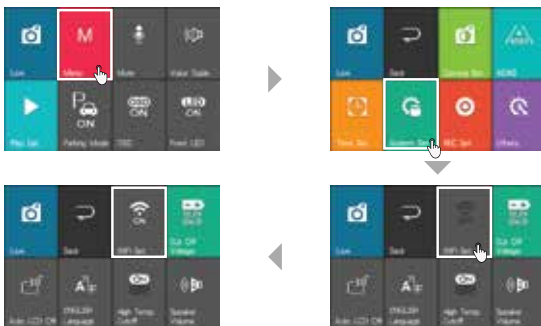 Live
M
Menu
Mute
Voice Guide
Play List
P
ON
Parking Mode
OSD
ON
OSD
LED
ON
Front LED
Live
Back
Camera Set.
ADAS
Time Set.
System Set.
REC Set.
Others
Live
Back
ON
WiFi Set.
Cut Off
Voltage
Auto LCD Off
ENGLISH
Language
High Temp.
Cutoff
Speaker
Volume
Live
Back
WiFi Set.
Cut Off
Voltage
Auto LCD Off
ENGLISH
Language
High Temp.
Cutoff
Speaker
Volume